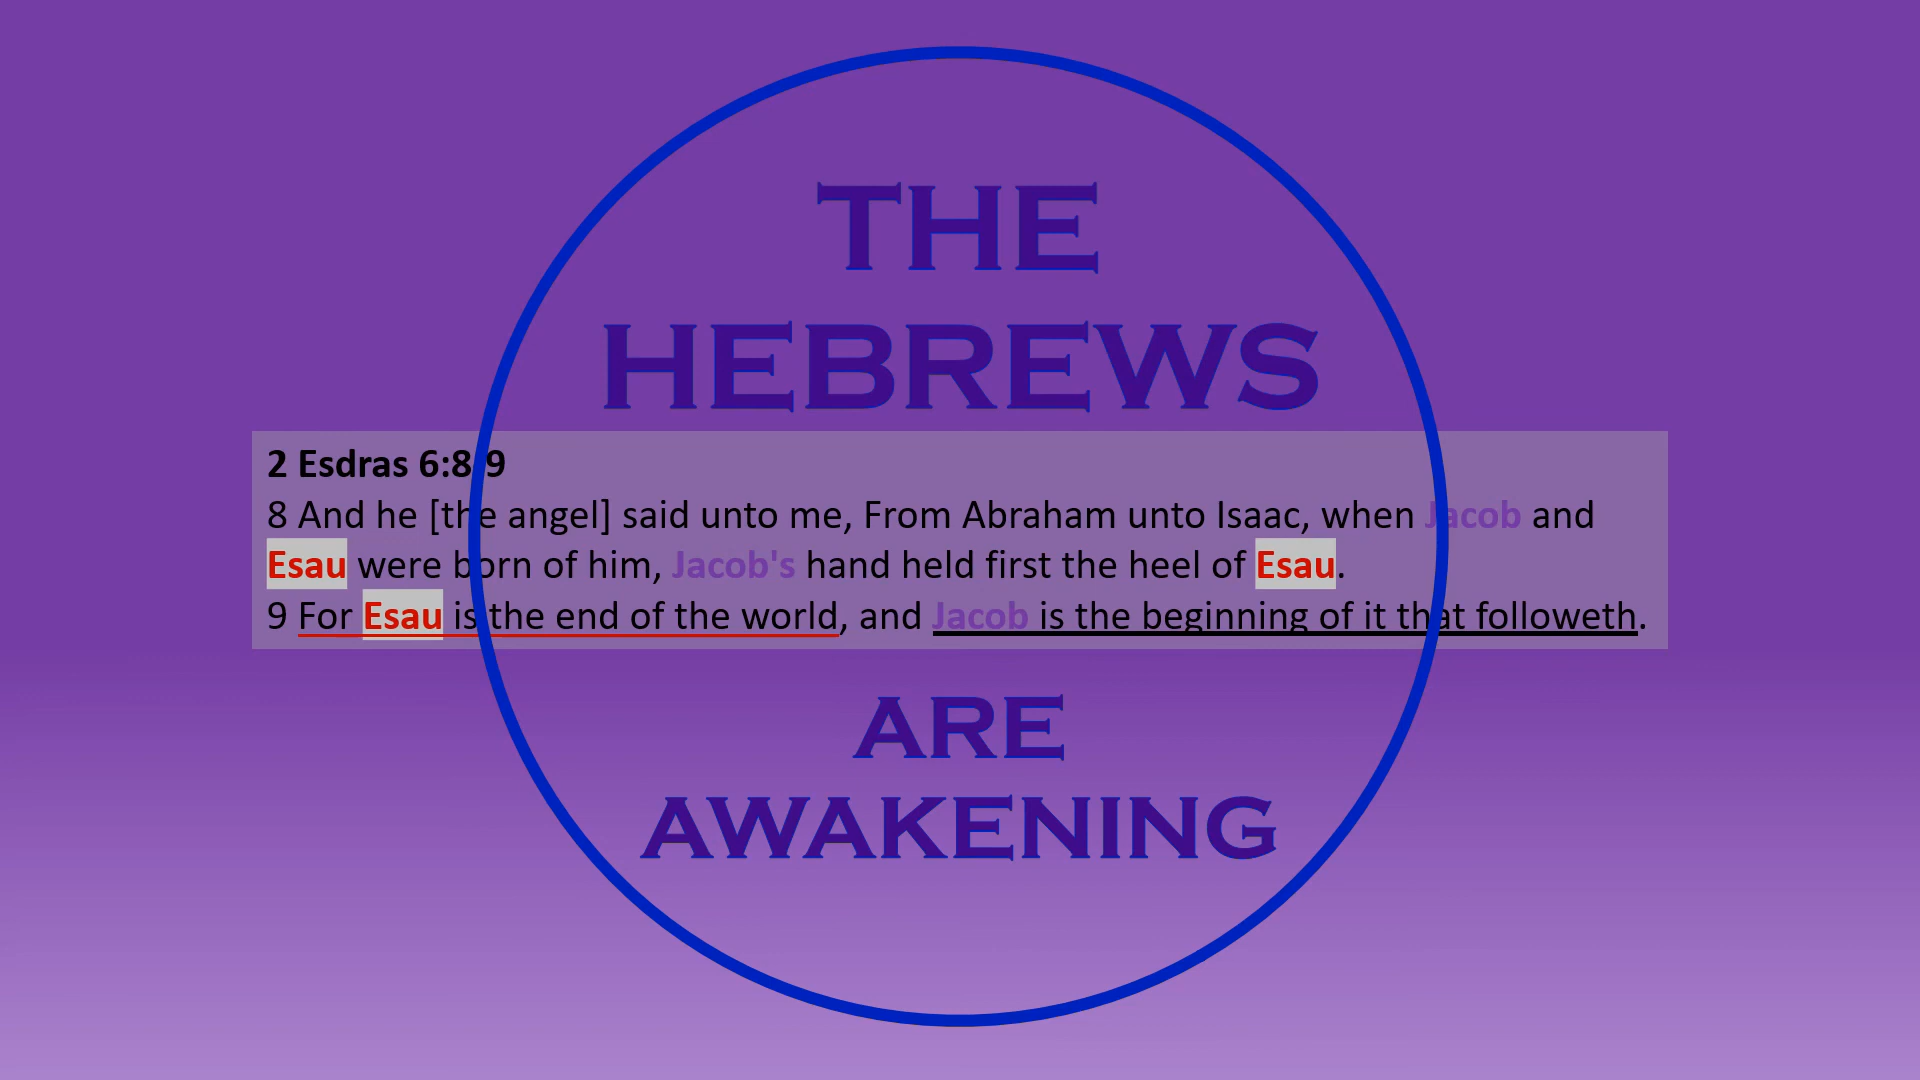 THE
HEBREWS
2 Esdras 6:8-9
8 And he [the angel] said unto me, From Abraham unto Isaac, when Jacob and
Esau were born of him, Jacob's hand held first the heel of Esau.
9 For Esau is the end of the world, and Jacob is the beginning of it that followeth.
ARE
AWAKENING